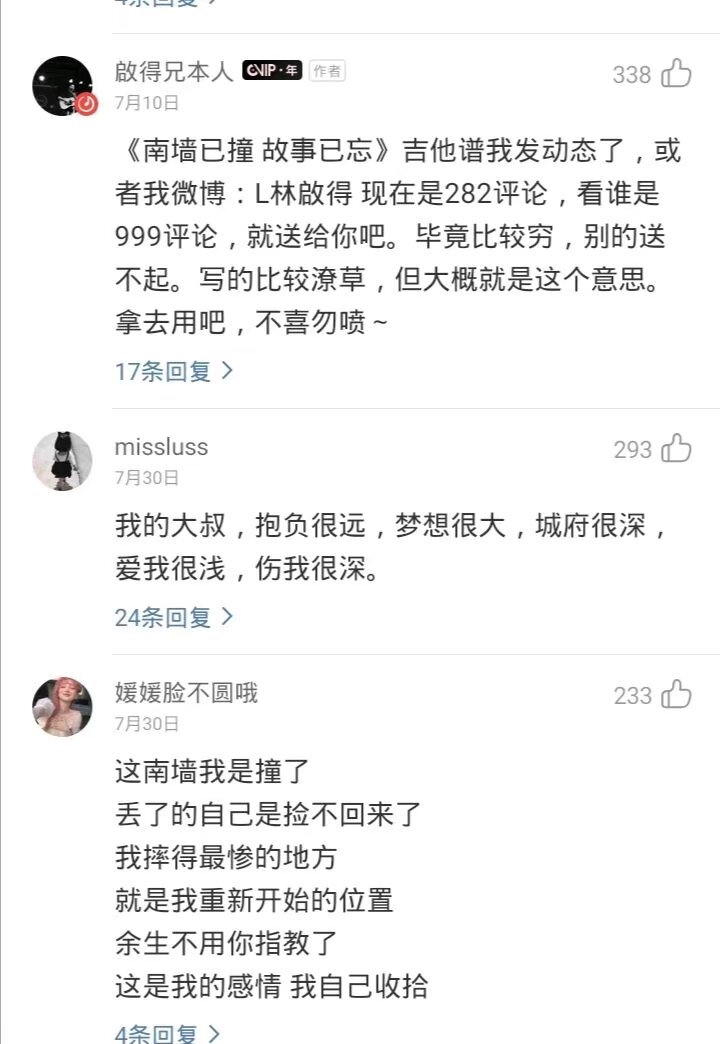 4条回复 >
啟得兄本人 VIP·年 作者
338
7月10日
《南墙已撞 故事已忘》吉他谱我发动态了，或
者我微博：L林啟得 现在是282评论，看谁是
999评论，就送给你吧。毕竟比较穷，别的送
不起。写的比较潦草，但大概就是这个意思。
拿去用吧，不喜勿喷~
17条回复 >
missluss
293
7月30日
我的大叔，抱负很远，梦想很大，城府很深，
爱我很浅，伤我很深。
24条回复 >
媛媛脸不圆哦
233
7月30日
这南墙我是撞了
丢了的自己是捡不回来了
我摔得最惨的地方
就是我重新开始的位置
余生不用你指教了
这是我的感情 我自己收拾
4条回复 >